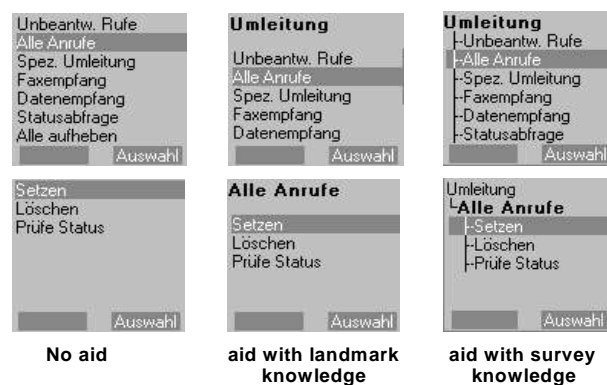 Unbeantw. Rufe
Alle Anrufe
Spez. Umleitung
Faxempfang
Datenempfang
Statusabfrage
Alle aufheben
Auswahl
Umleitung
Unbeantw. Rufe
Alle Anrufe
Spez. Umleitung
Faxempfang
Datenempfang
Auswahl
Umleitung
Unbeantw. Rufe
Alle Anrufe
Spez. Umleitung
Faxempfang
Datenempfang
Statusabfrage
Auswahl
Setzen
Löschen
Prüfe Status
Auswahl
Alle Anrufe
Setzen
Löschen
Prüfe Status
Auswahl
Umleitung
Alle Anrufe
Setzen
Löschen
Prüfe Status
Auswahl
No aid
aid with landmark
knowledge
aid with survey
knowledge